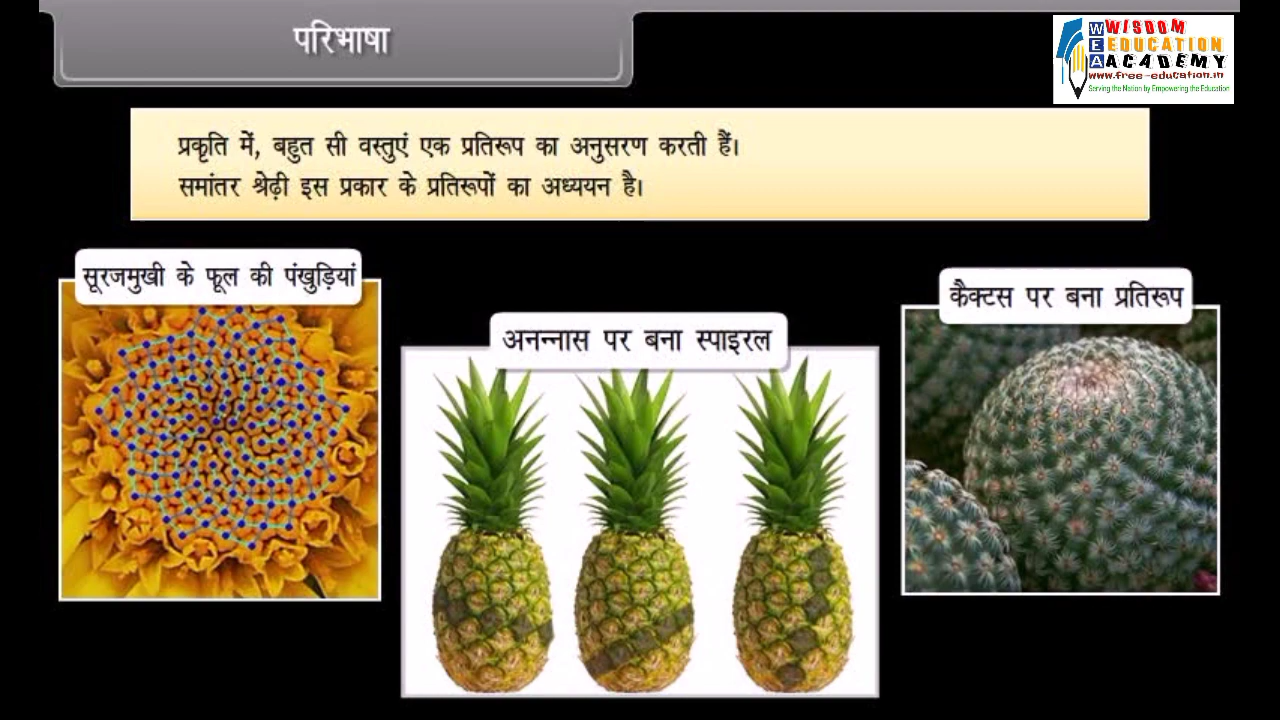 परिभाषा
WISDOM
EDUCATION
ACADEMY
WEA
www.free-education.in
Serving the Nation by Empowering the Education
प्रकृति में, बहुत सी वस्तुएं एक प्रतिरूप का अनुसरण करती हैं।
समांतर श्रेढ़ी इस प्रकार के प्रतिरूपों का अध्ययन है।
सूरजमुखी के फूल की पंखुड़ियां
अनन्नास पर बना स्पाइरल
कैक्टस पर बना प्रतिरूप